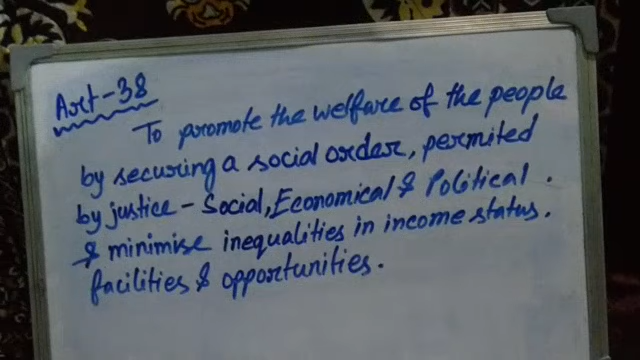 Art-38
To promote the welfare of the people
by securing a social order, permited
by justice - Social, Economical & Political.
& minimise inequalities in income status.
facilities & opportunities.